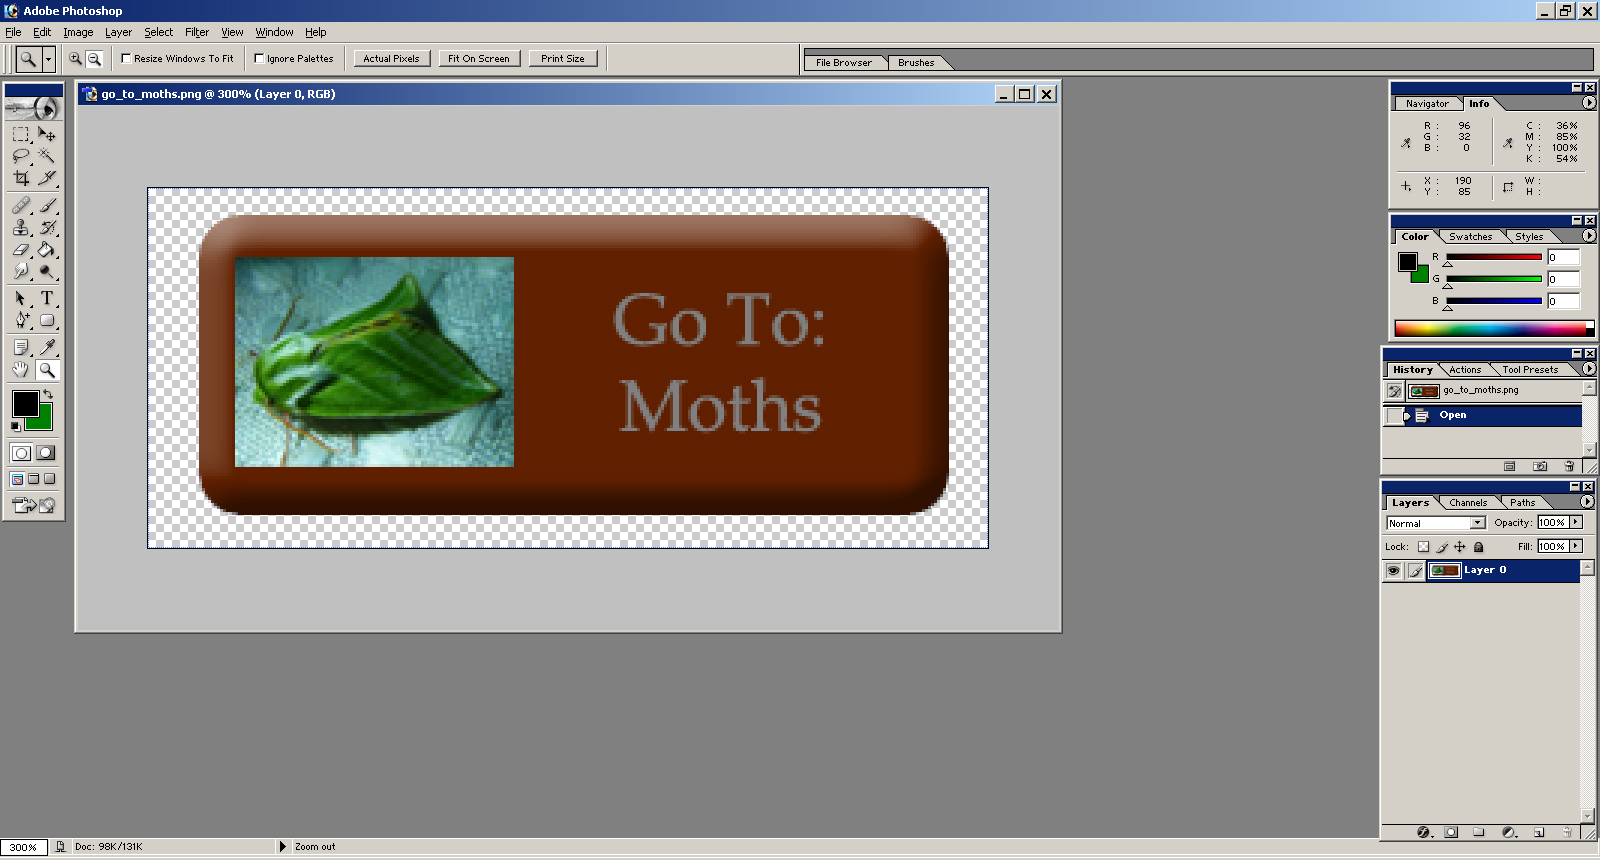 Adobe Photoshop
File Edit Image Layer Select Filter View Window Help
Resize Windows To Fit Ignore Palettes Actual Pixels Fit On Screen Print Size File Browser Brushes
go_to_moths.png @ 300% (Layer 0, RGB)
Go To:
Moths
Navigator Info
R : 96 C : 36%
G : 32 M : 85%
B : 0 Y : 100%
K : 54%
X : 190 W :
Y : 85 H :
Color Swatches Styles
R 0
G 0
B 0
History Actions Tool Presets
go_to_moths.png
Open
Layers Channels Paths
Normal Opacity: 100%
Lock: Fill: 100%
Layer 0
300% Doc: 98K/131K Zoom out